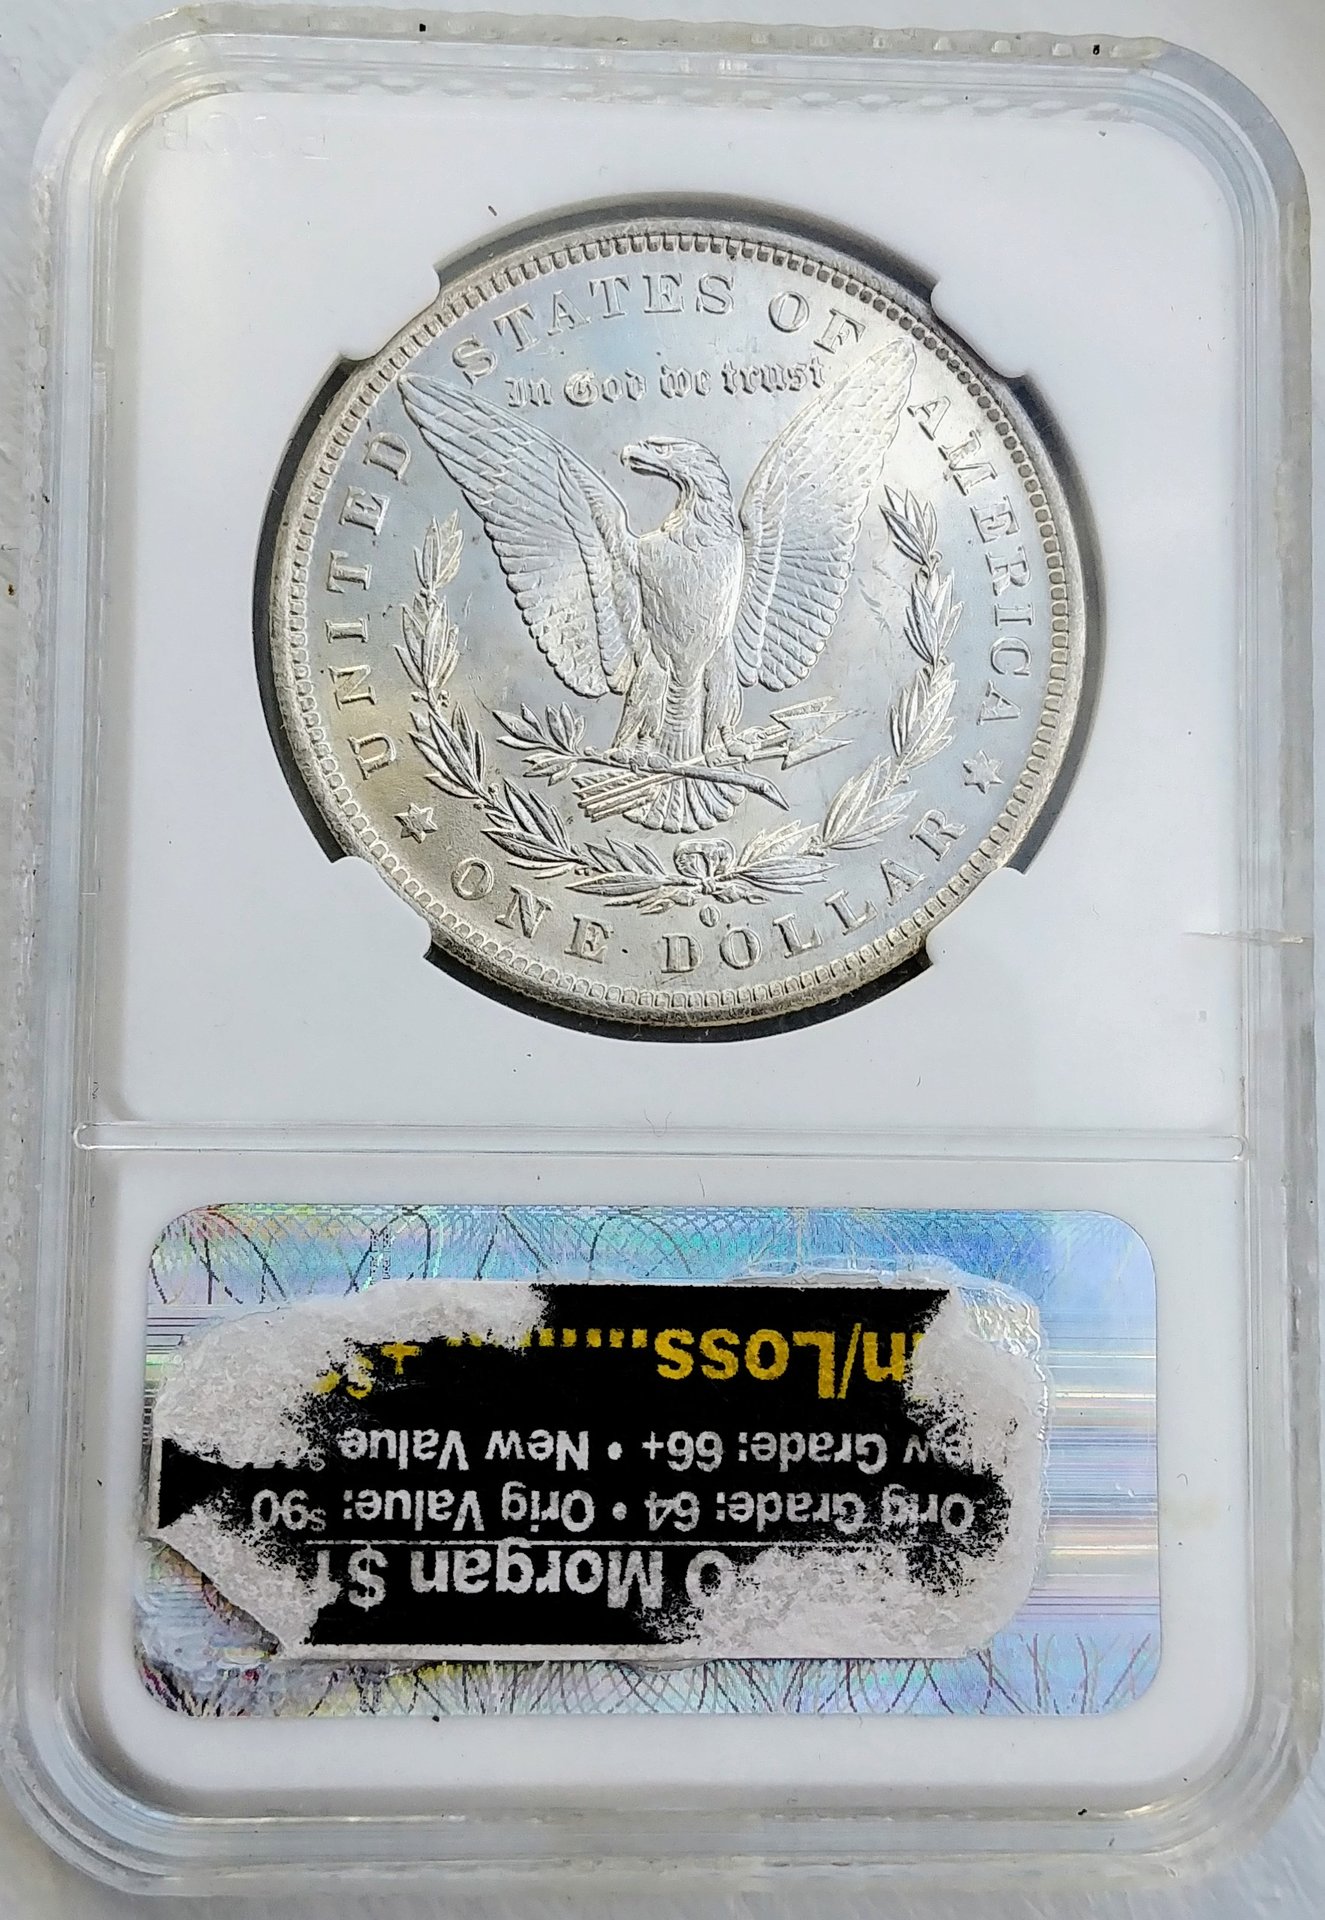 UNITED STATES OF AMERICA
In God we trust
O
ONE DOLLAR
O Morgan $1
Orig Grade: 64 • Orig Value: $90
Grade: 66+ • New Value
/Loss
+